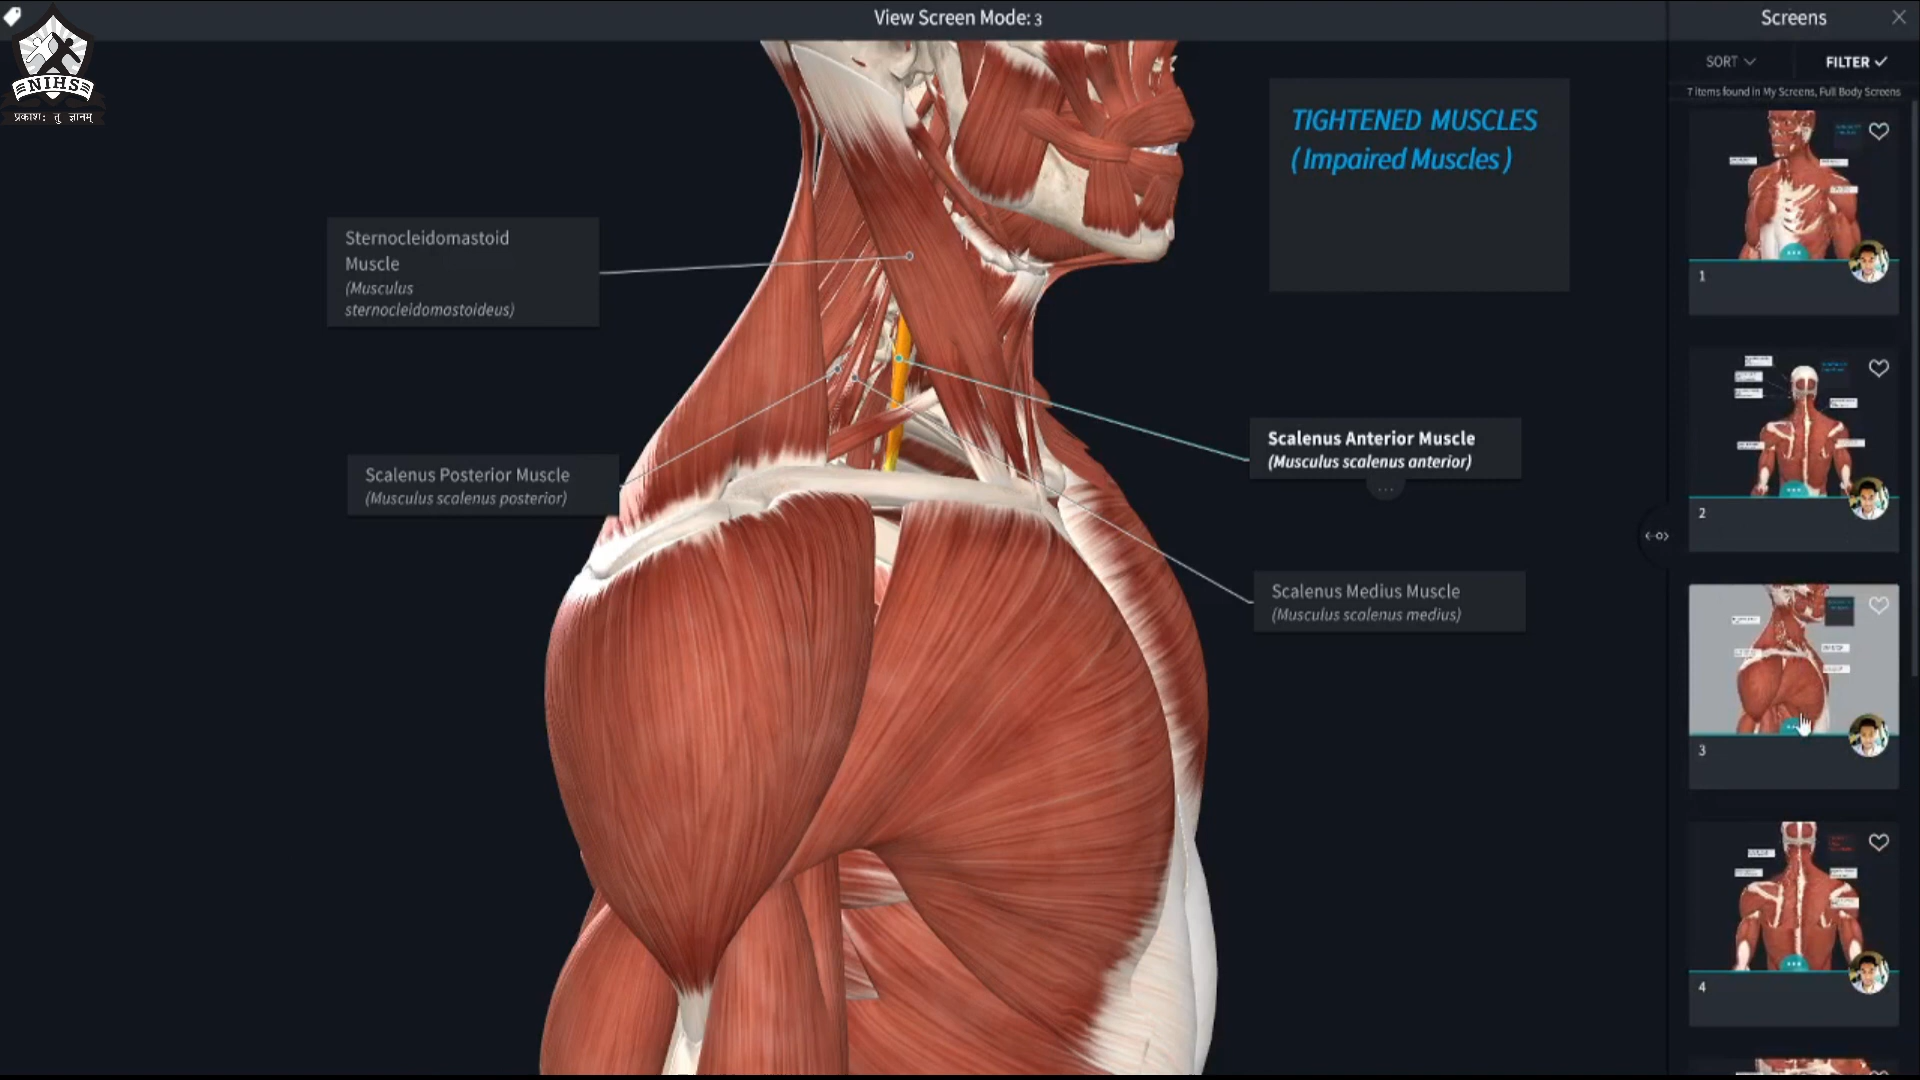 View Screen Mode: 3
Screens
NIHS
प्रकाश: तु ज्ञानम्
SORT
FILTER
7 items found in My Screens, Full Body Screens
TIGHTENED MUSCLES
(Impaired Muscles)
Sternocleidomastoid
Muscle
(Musculus
sternocleidomastoideus)
Scalenus Anterior Muscle
(Musculus scalenus anterior)
...
Scalenus Posterior Muscle
(Musculus scalenus posterior)
Scalenus Medius Muscle
(Musculus scalenus medius)
1
2
3
4